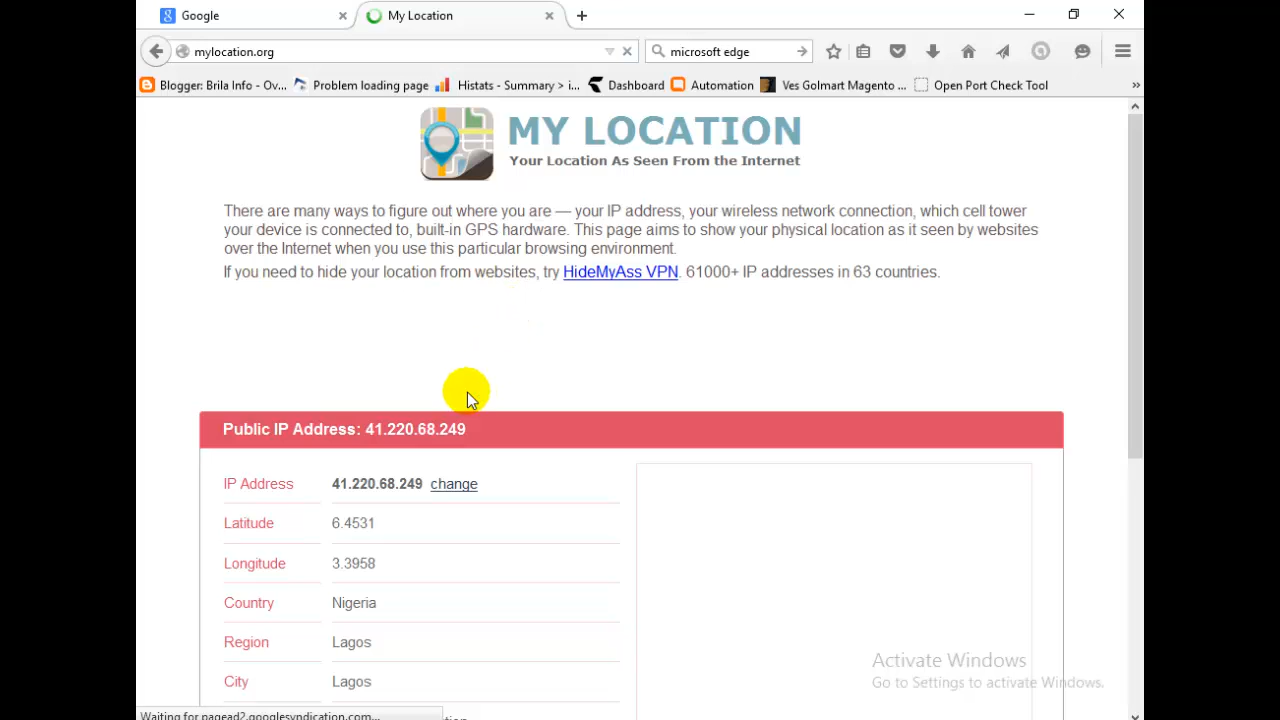 Google
My Location
mylocation.org
microsoft edge
Blogger: Brila Info - Ov...
Problem loading page
Histats - Summary > i...
Dashboard
Automation
Ves Golmart Magento ...
Open Port Check Tool
»
MY LOCATION
Your Location As Seen From the Internet
There are many ways to figure out where you are — your IP address, your wireless network connection, which cell tower
your device is connected to, built-in GPS hardware. This page aims to show your physical location as it seen by websites
over the Internet when you use this particular browsing environment.
If you need to hide your location from websites, try HideMyAss VPN. 61000+ IP addresses in 63 countries.
Public IP Address: 41.220.68.249
IP Address 41.220.68.249 change
Latitude 6.4531
Longitude 3.3958
Country Nigeria
Region Lagos
City Lagos
Activate Windows
Go to Settings to activate Windows.
Waiting for pagead2.googlesyndication.com...